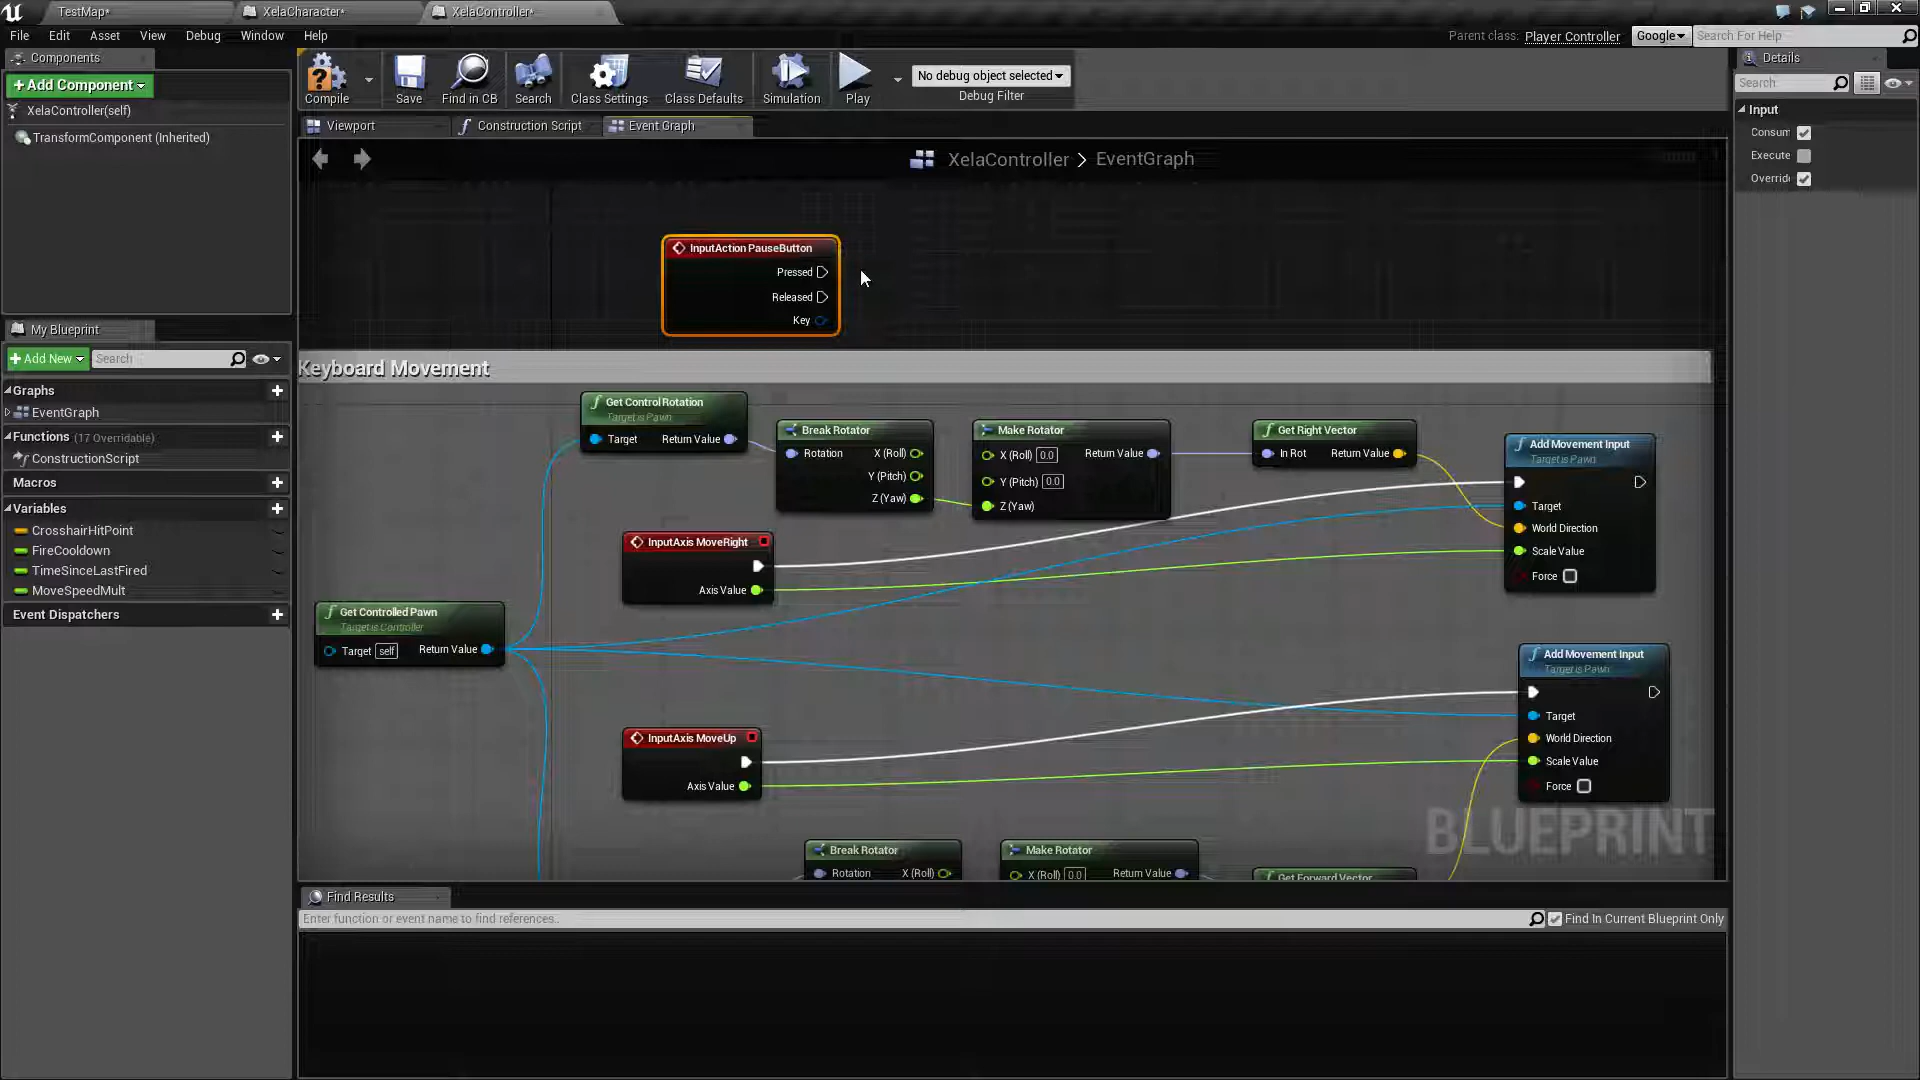 TestMap*
XelaCharacter*
XelaController*
File Edit Asset View Debug Window Help
Parent class: Player Controller
Google
Search For Help
Components
+Add Component
XelaController(self)
TransformComponent (Inherited)
Compile
Save
Find in CB
Search
Class Settings
Class Defaults
Simulation
Play
No debug object selected
Debug Filter
Viewport
Construction Script
Event Graph
XelaController > EventGraph
Details
Search
Input
Consum
Execute
Overrid
My Blueprint
+Add New
Search
Graphs
EventGraph
Functions (17 Overridable)
ConstructionScript
Macros
Variables
CrosshairHitPoint
FireCooldown
TimeSinceLastFired
MoveSpeedMult
Event Dispatchers
InputAction PauseButton
Pressed
Released
Key
Keyboard Movement
Get Control Rotation
Target is Pawn
Target Return Value
Break Rotator
Rotation X (Roll)
Y (Pitch)
Z (Yaw)
Make Rotator
X (Roll) 0.0 Return Value
Y (Pitch) 0.0
Z (Yaw)
Get Right Vector
In Rot Return Value
Add Movement Input
Target is Pawn
Target
World Direction
Scale Value
Force
InputAxis MoveRight
Axis Value
Get Controlled Pawn
Target is Controller
Target self Return Value
Add Movement Input
Target is Pawn
Target
World Direction
Scale Value
Force
InputAxis MoveUp
Axis Value
Break Rotator
Rotation X (Roll)
Make Rotator
X (Roll) 0.0 Return Value
Get Forward Vector
BLUEPRINT
Find Results
Enter function or event name to find references..
Find In Current Blueprint Only